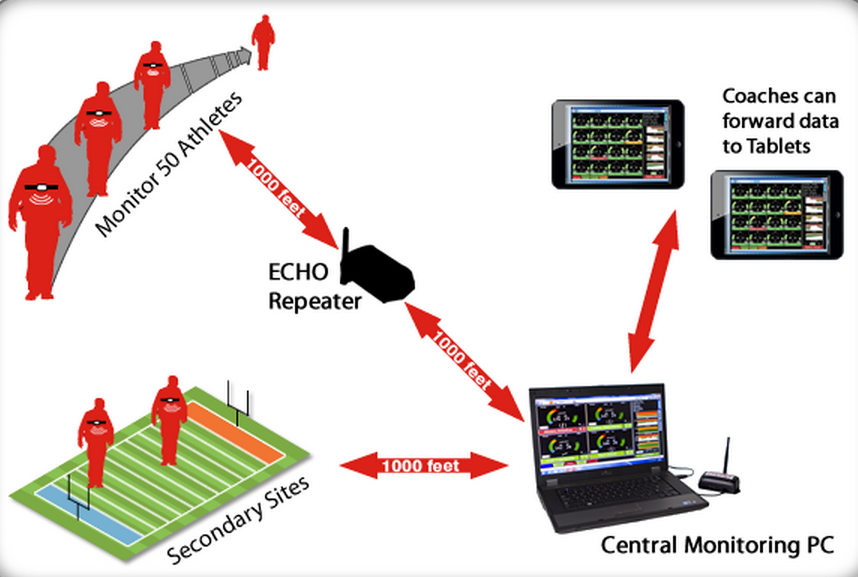 Monitor 50 Athletes
1000 feet
ECHO
Repeater
1000 feet
Coaches can
forward data
to Tablets
1000 feet
Secondary Sites
Central Monitoring PC